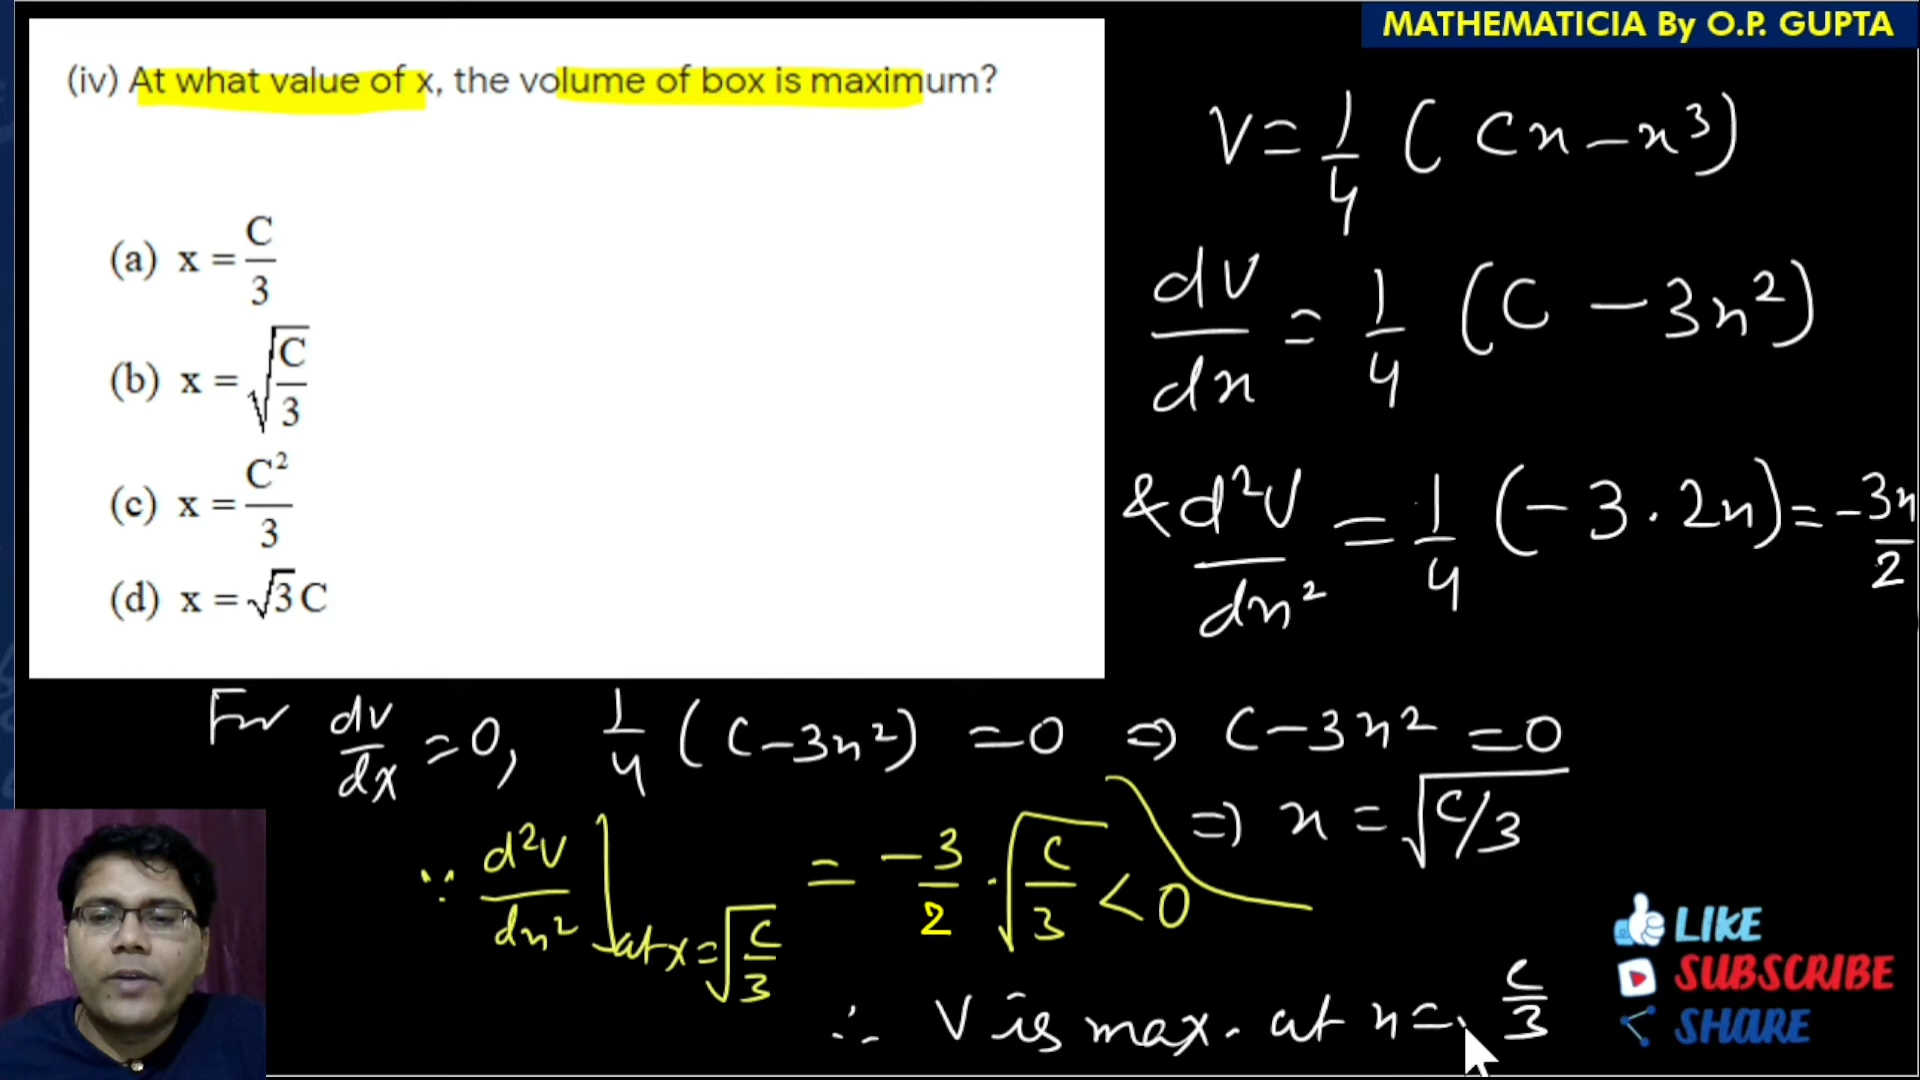 MATHEMATICIA By O.P. GUPTA
(iv) At what value of x, the volume of box is maximum?
(a) x = C/3
(b) x = √(C/3)
(c) x = C²/3
(d) x = √3 C
V = 1/4 (Cx - x³)
dV/dx = 1/4 (C - 3x²)
& d²V/dx² = 1/4 (-3 · 2x) = -3x/2
For dv/dx = 0, 1/4 (C - 3x²) = 0 ⇒ C - 3x² = 0
⇒ x = √(C/3)
∵ d²V/dx² ] at x = √(C/3) = -3/2 · √(C/3) < 0
∴ V is max. at x = C/3
LIKE
SUBSCRIBE
SHARE